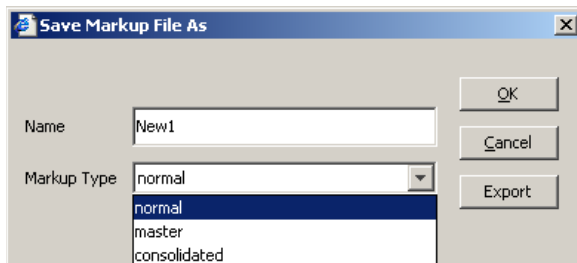 Save Markup File As
OK
Name New1
Cancel
Markup Type normal
Export
normal
master
consolidated